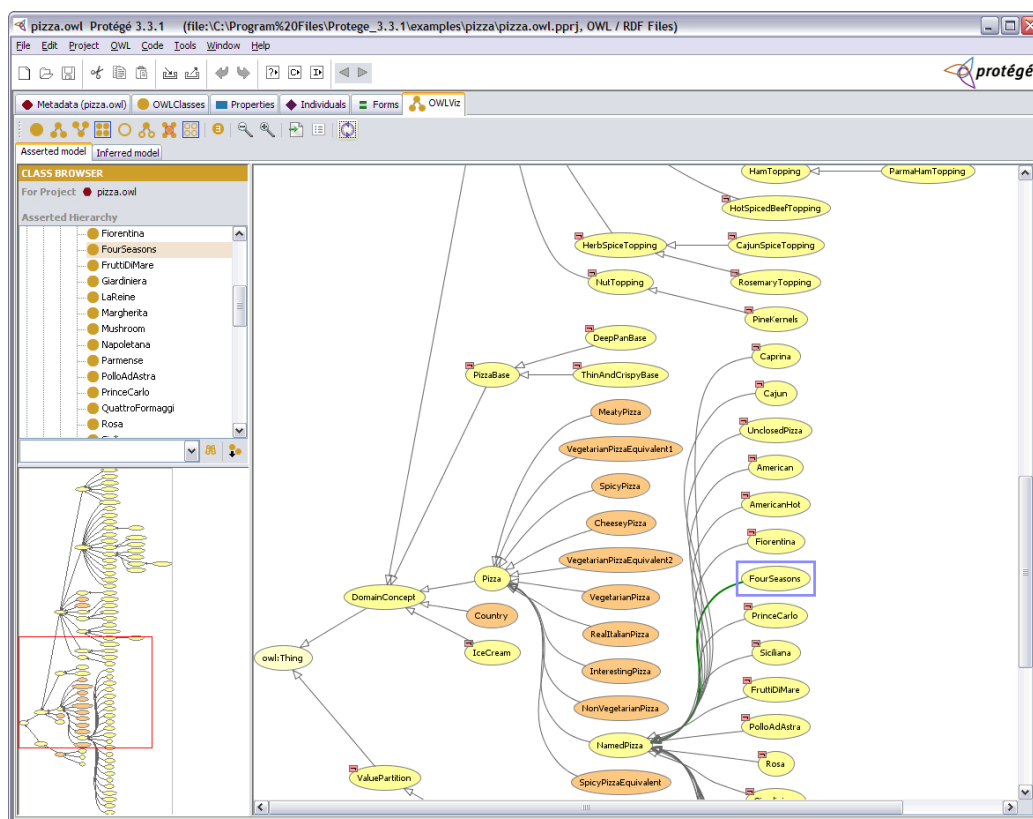 pizza.owl Protégé 3.3.1 (file:\C:\Program%20Files\Protege_3.3.1\examples\pizza\pizza.owl.pprj, OWL / RDF Files)
File Edit Project OWL Code Tools Window Help
protégé
Metadata (pizza.owl) OWLClasses Properties Individuals Forms OWLViz
Asserted model Inferred model
CLASS BROWSER
For Project pizza.owl
Asserted Hierarchy
Fiorentina
FourSeasons
FruttiDiMare
Giardiniera
LaReine
Margherita
Mushroom
Napoletana
Parmense
PolloAdAstra
PrinceCarlo
QuattroFormaggi
Rosa
HamTopping ParmaHamTopping
HotSpicedBeefTopping
HerbSpiceTopping CajunSpiceTopping
NutTopping RosemaryTopping
PineKernels
DeepPanBase
Caprina
PizzaBase ThinAndCrispyBase
Cajun
MeatyPizza
UnclosedPizza
VegetarianPizzaEquivalent1
American
SpicyPizza
AmericanHot
CheeseyPizza
Fiorentina
VegetarianPizzaEquivalent2
Pizza FourSeasons
DomainConcept VegetarianPizza
Country PrinceCarlo
RealItalianPizza
IceCream Siciliana
owl:Thing
InterestingPizza
FruttiDiMare
NonVegetarianPizza
PolloAdAstra
NamedPizza
Rosa
ValuePartition SpicyPizzaEquivalent